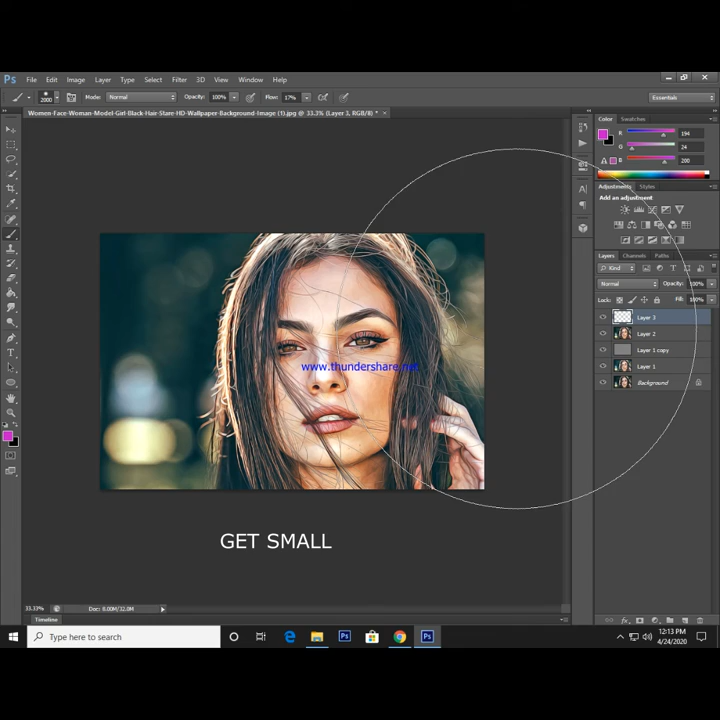 Ps File Edit Image Layer Type Select Filter 3D View Window Help
2000 Mode: Normal Opacity: 100% Flow: 17% Essentials
Women-Face-Woman-Model-Girl-Black-Hair-Stare-HD-Wallpaper-Background-Image (1).jpg @ 33.3% (Layer 3, RGB/8) * ×
Color Swatches
R 194
G 24
B 200
Adjustments Styles
Add an adjustment
Layers Channels Paths
Kind
Normal Opacity: 100%
Lock: Fill: 100%
Layer 3
Layer 2
Layer 1 copy
Layer 1
Background
www.thundershare.net
GET SMALL
33.33% Doc: 8.00M/32.0M
Timeline
Type here to search
Ps
Ps
12:13 PM
4/24/2020